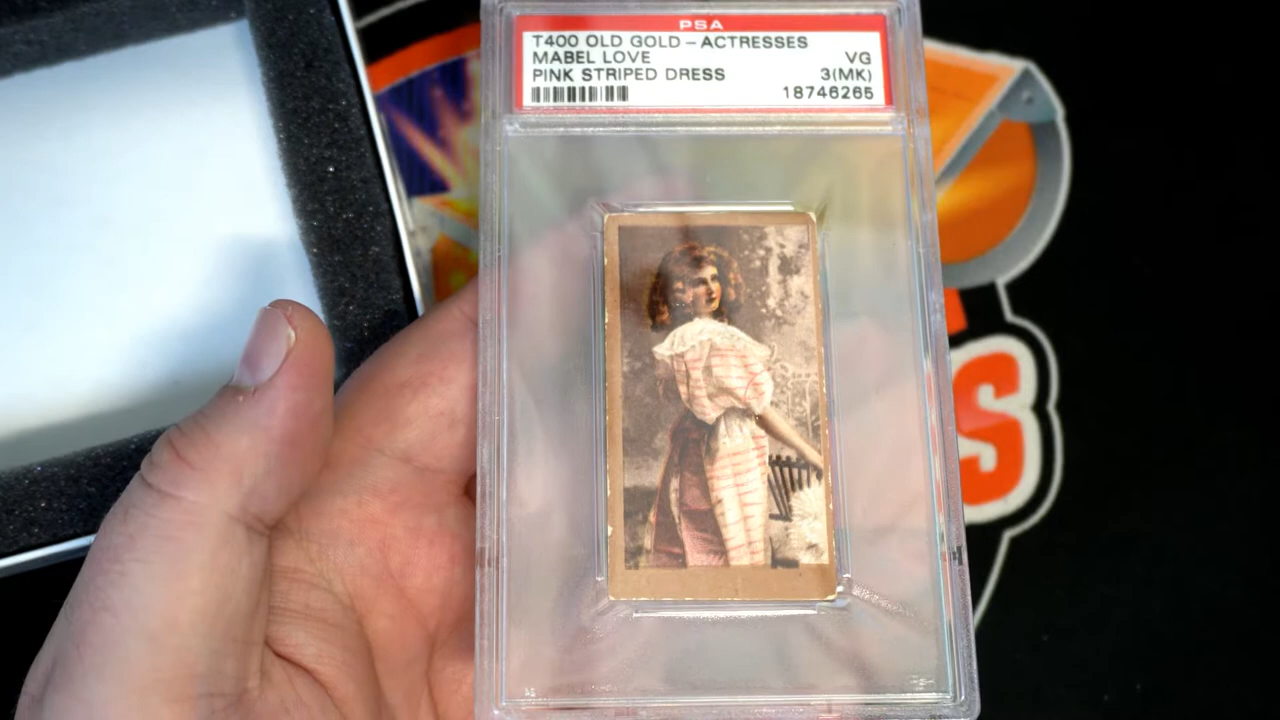 PSA
T400 OLD GOLD – ACTRESSES
MABEL LOVE VG
PINK STRIPED DRESS 3(MK)
18746265
S